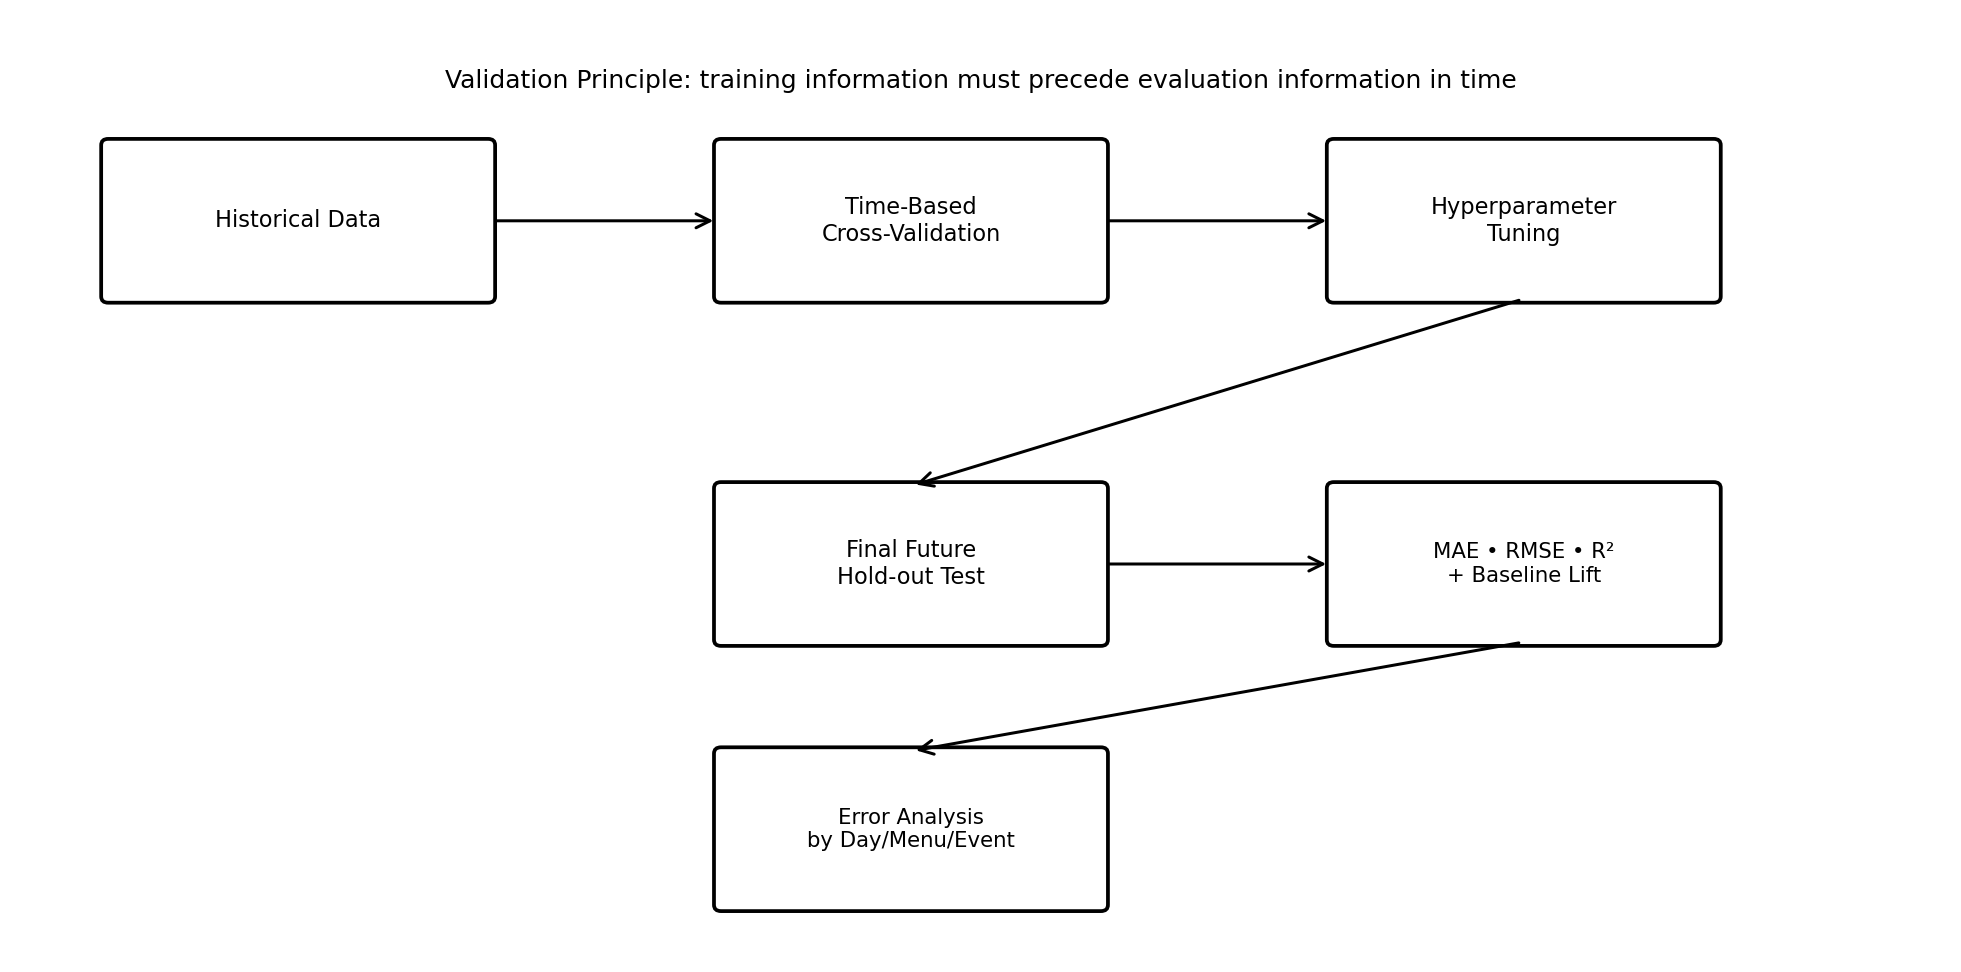 Validation Principle: training information must precede evaluation information in time
Historical Data
Time-Based
Cross-Validation
Hyperparameter
Tuning
Final Future
Hold-out Test
MAE • RMSE • R²
+ Baseline Lift
Error Analysis
by Day/Menu/Event